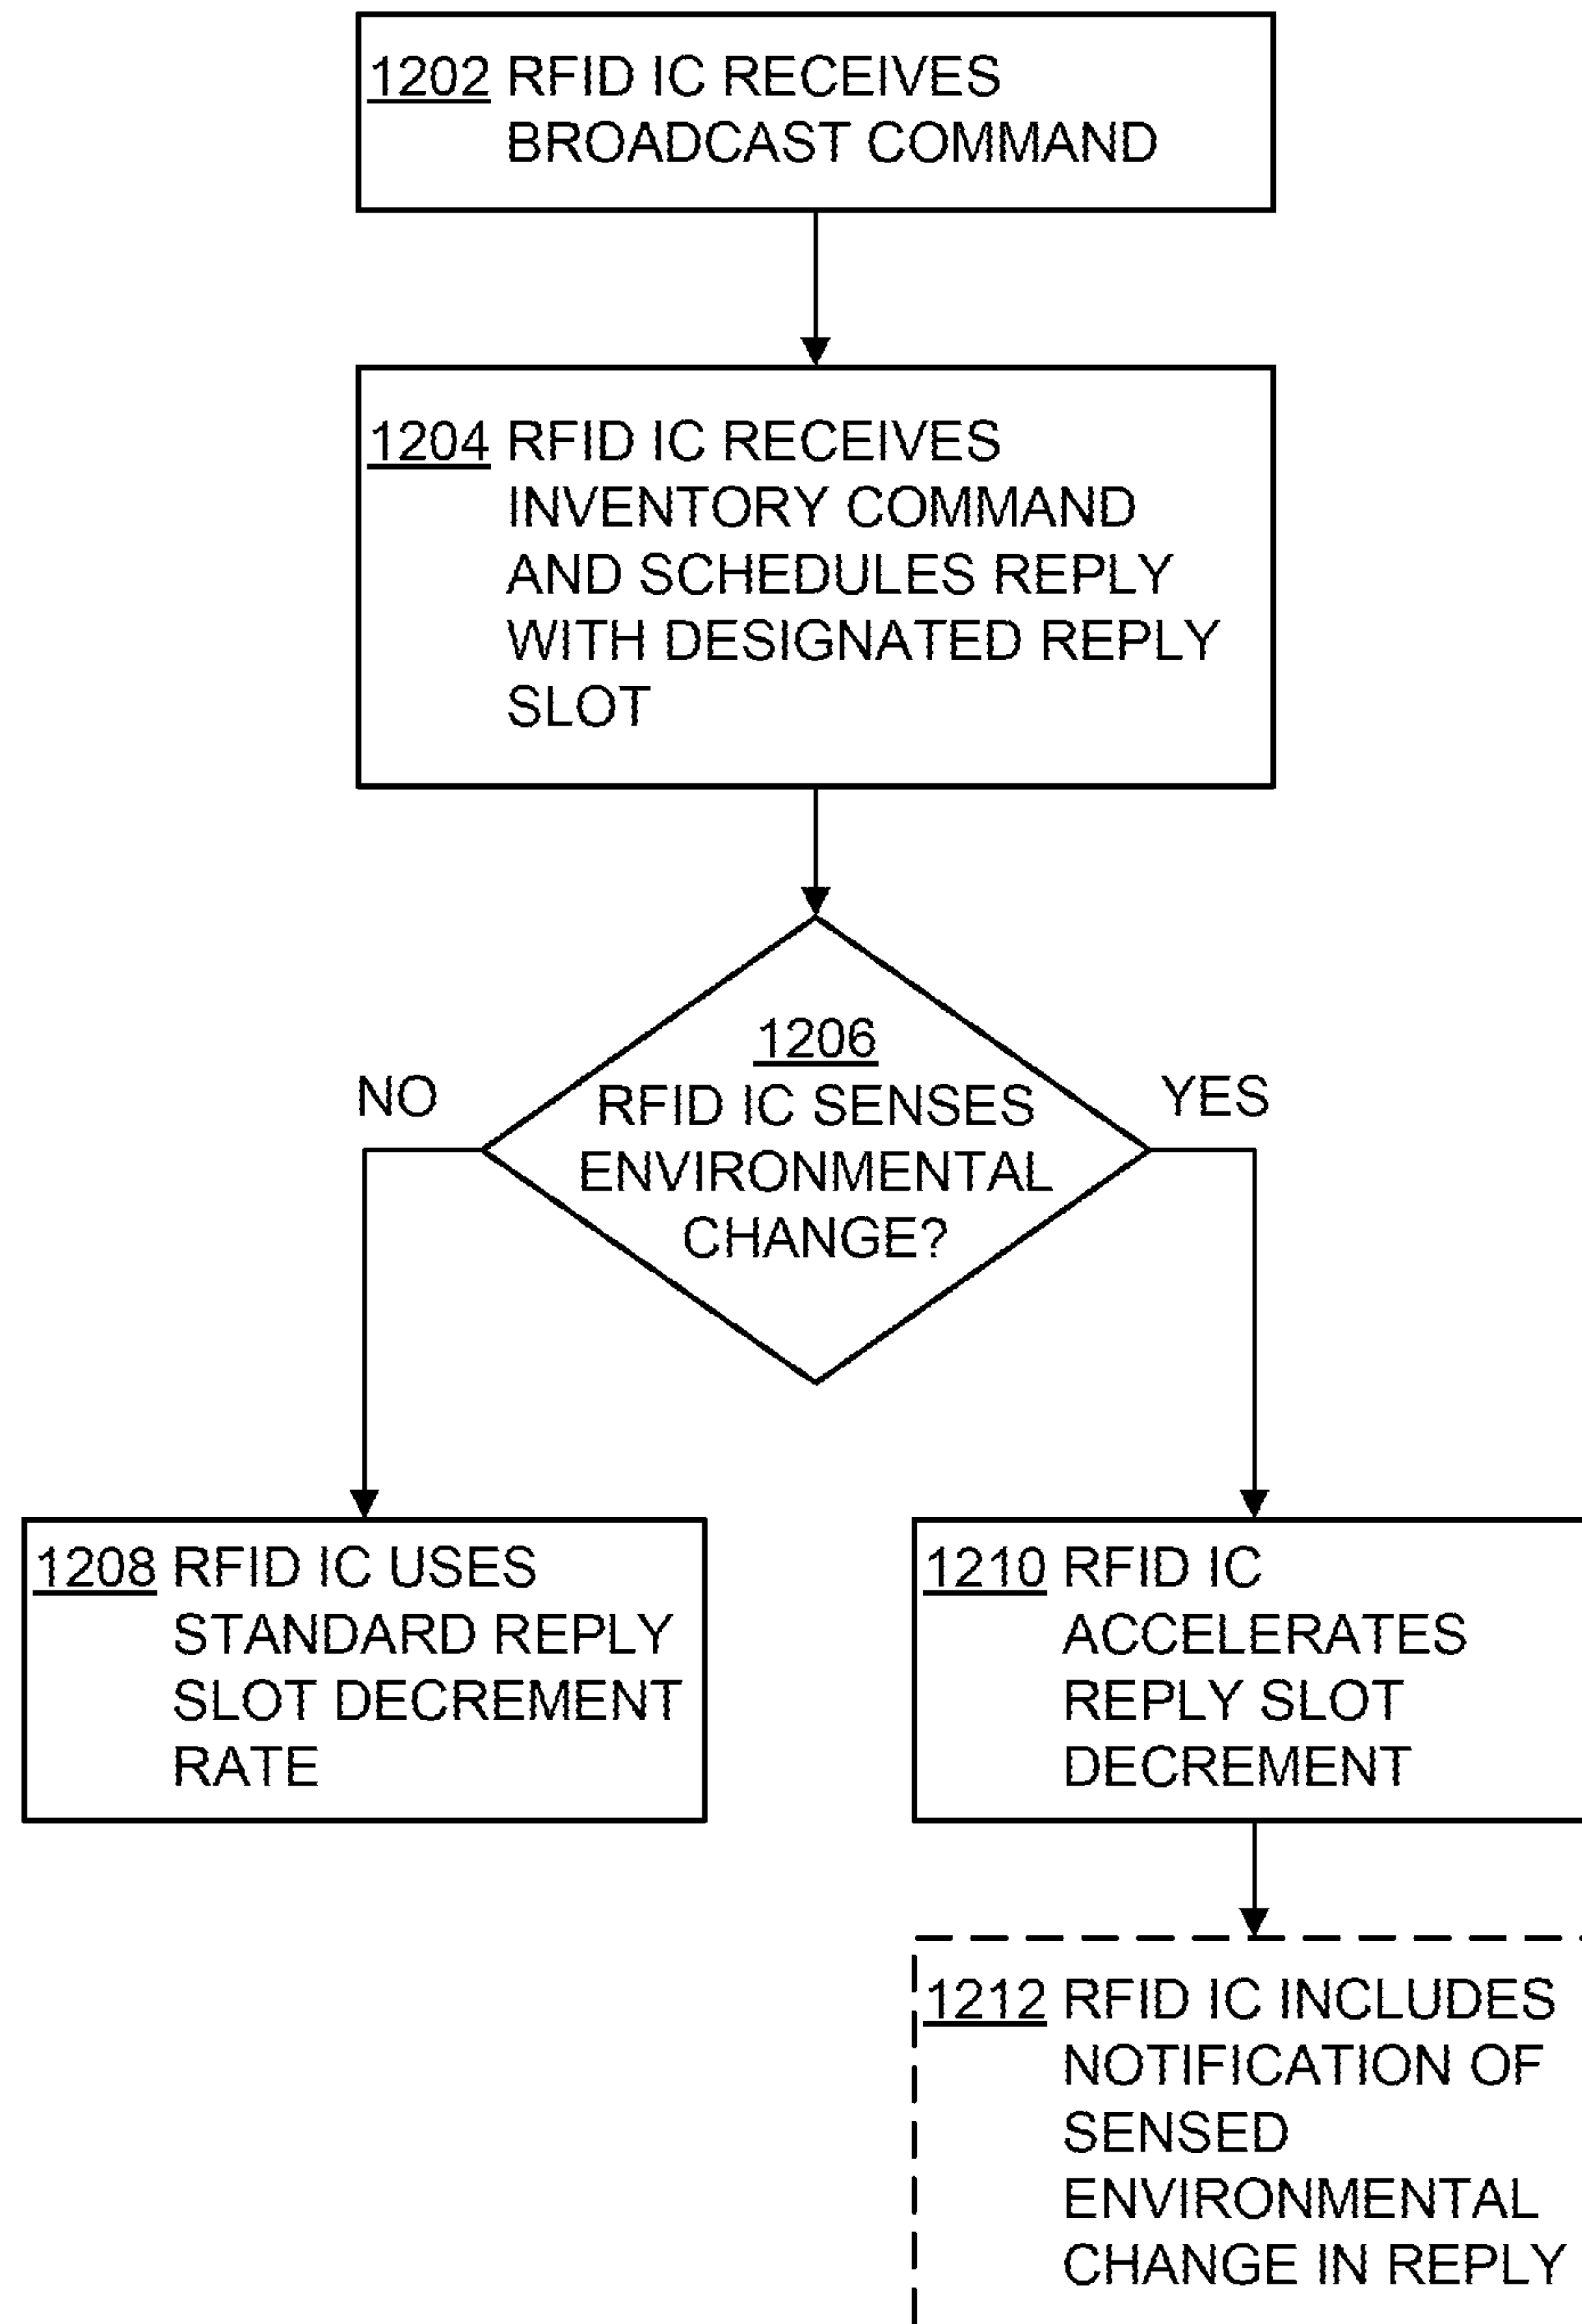 1202 RFID IC RECEIVES
BROADCAST COMMAND
1204 RFID IC RECEIVES
INVENTORY COMMAND
AND SCHEDULES REPLY
WITH DESIGNATED REPLY
SLOT
1206
RFID IC SENSES
ENVIRONMENTAL
CHANGE?
NO
YES
1208 RFID IC USES
STANDARD REPLY
SLOT DECREMENT
RATE
1210 RFID IC
ACCELERATES
REPLY SLOT
DECREMENT
1212 RFID IC INCLUDES
NOTIFICATION OF
SENSED
ENVIRONMENTAL
CHANGE IN REPLY